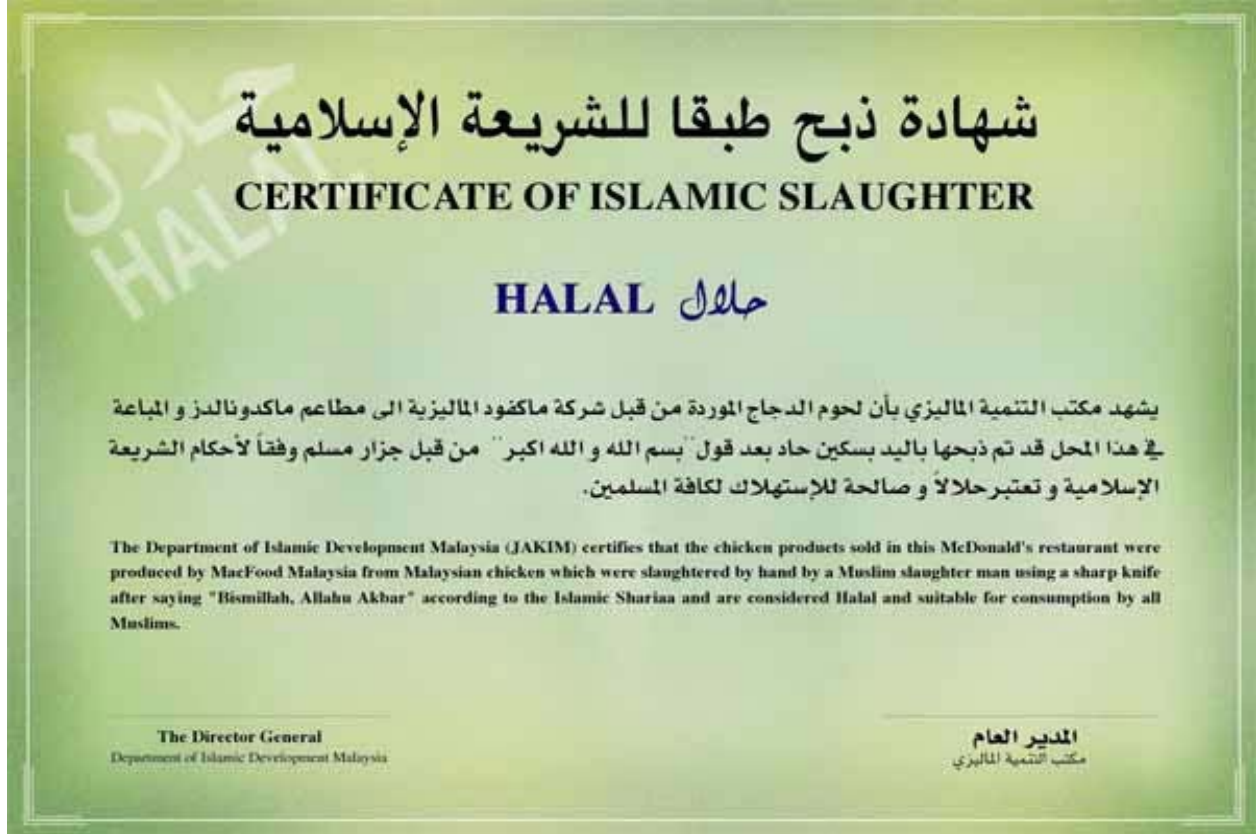 حلال
HALAL
شهادة ذبح طبقا للشريعة الإسلامية
CERTIFICATE OF ISLAMIC SLAUGHTER
HALAL حلال
يشهد مكتب التنمية الماليزي بأن لحوم الدجاج الموردة من قبل شركة ماكفود الماليزية الى مطاعم ماكدونالدز و المباعة
في هذا المحل قد تم ذبحها باليد بسكين حاد بعد قول "بسم الله و الله اكبر" من قبل جزار مسلم وفقاً لأحكام الشريعة
الإسلامية و تعتبر حلالاً و صالحة للإستهلاك لكافة المسلمين.
The Department of Islamic Development Malaysia (JAKIM) certifies that the chicken products sold in this McDonald's restaurant were
produced by MacFood Malaysia from Malaysian chicken which were slaughtered by hand by a Muslim slaughter man using a sharp knife
after saying "Bismillah, Allahu Akbar" according to the Islamic Shariaa and are considered Halal and suitable for consumption by all
Muslims.
The Director General
Department of Islamic Development Malaysia
المدير العام
مكتب التنمية الماليزي